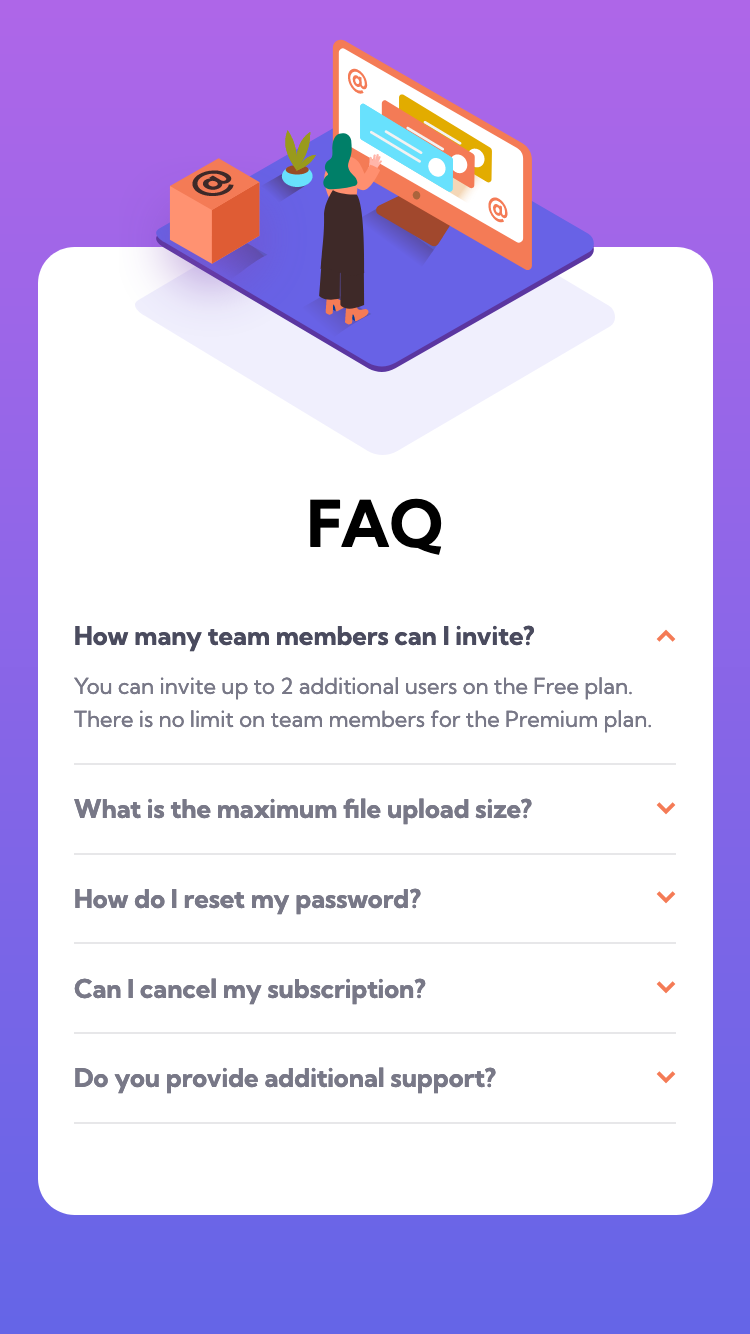 @
@
@
FAQ
How many team members can I invite?
You can invite up to 2 additional users on the Free plan.
There is no limit on team members for the Premium plan.
What is the maximum file upload size?
How do I reset my password?
Can I cancel my subscription?
Do you provide additional support?